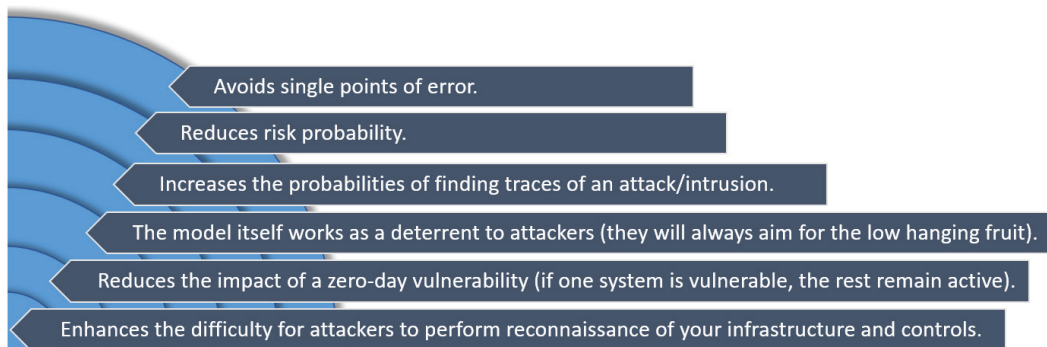 Avoids single points of error.
Reduces risk probability.
Increases the probabilities of finding traces of an attack/intrusion.
The model itself works as a deterrent to attackers (they will always aim for the low hanging fruit).
Reduces the impact of a zero-day vulnerability (if one system is vulnerable, the rest remain active).
Enhances the difficulty for attackers to perform reconnaissance of your infrastructure and controls.